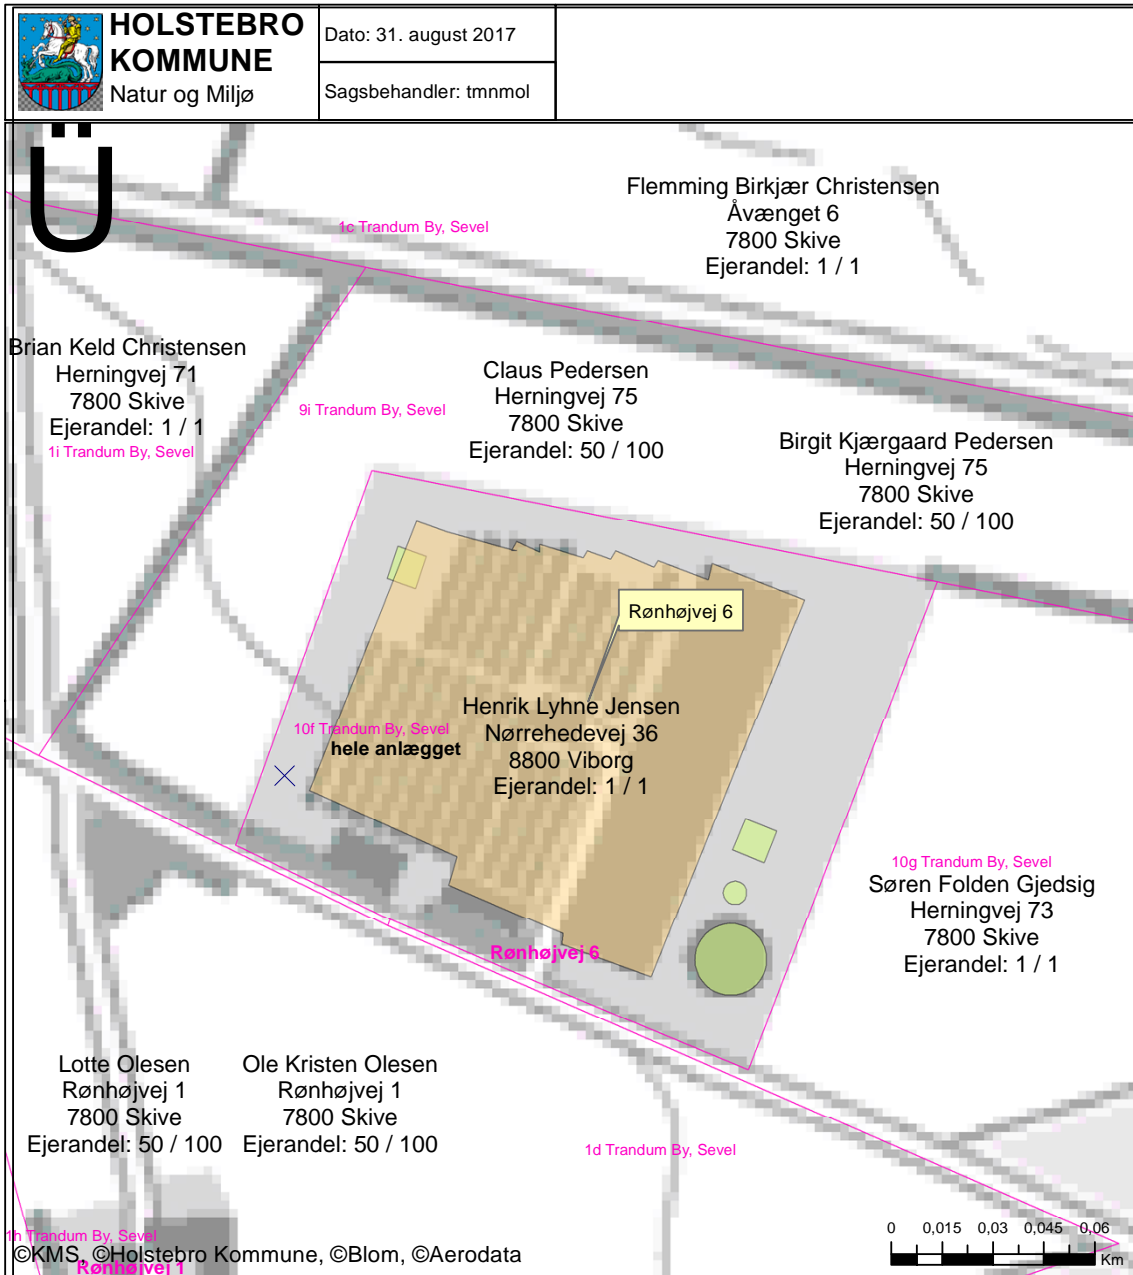 HOLSTEBRO
KOMMUNE
Natur og Miljø
Dato: 31. august 2017
Sagsbehandler: tmnmol
Ü
1c Trandum By, Sevel
Flemming Birkjær Christensen
Åvænget 6
7800 Skive
Ejerandel: 1 / 1
Brian Keld Christensen
Herningvej 71
7800 Skive
Ejerandel: 1 / 1
1i Trandum By, Sevel
9i Trandum By, Sevel
Claus Pedersen
Herningvej 75
7800 Skive
Ejerandel: 50 / 100
Birgit Kjærgaard Pedersen
Herningvej 75
7800 Skive
Ejerandel: 50 / 100
Rønhøjvej 6
Henrik Lyhne Jensen
Nørrehedevej 36
8800 Viborg
Ejerandel: 1 / 1
10f Trandum By, Sevel
hele anlægget
10g Trandum By, Sevel
Søren Folden Gjedsig
Herningvej 73
7800 Skive
Ejerandel: 1 / 1
Rønhøjvej 6
Lotte Olesen
Rønhøjvej 1
7800 Skive
Ejerandel: 50 / 100
Ole Kristen Olesen
Rønhøjvej 1
7800 Skive
Ejerandel: 50 / 100
1d Trandum By, Sevel
1h Trandum By, Sevel
©KMS, ©Holstebro Kommune, ©Blom, ©Aerodata
Rønhøjvej 1
0 0,015 0,03 0,045 0,06
Km